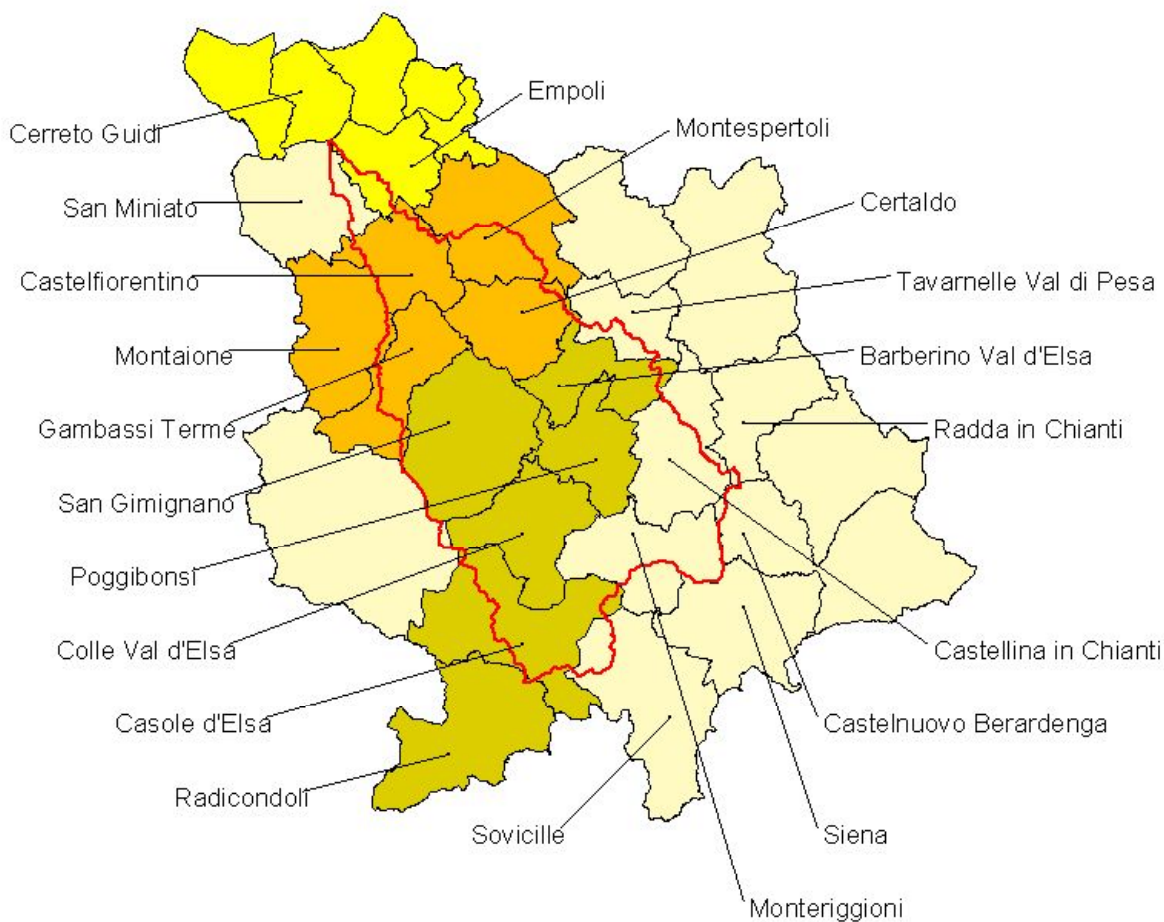 Empoli
Cerreto Guidi
Montespertoli
San Miniato
Certaldo
Castelfiorentino
Tavarnelle Val di Pesa
Montaione
Barberino Val d'Elsa
Gambassi Terme
Radda in Chianti
San Gimignano
Poggibonsi
Colle Val d'Elsa
Castellina in Chianti
Casole d'Elsa
Castelnuovo Berardenga
Radicondoli
Sovicille
Siena
Monteriggioni